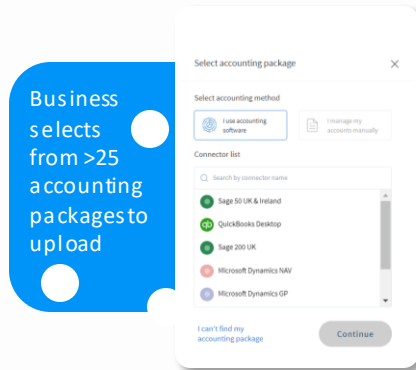 Business
selects
from >25
accounting
packages to
upload
Select accounting package
Select accounting method
I use accounting
software
I manage my
accounts manually
Connector list
Search by connector name
Sage 50 UK & Ireland
qb
QuickBooks Desktop
Sage 200 UK
Microsoft Dynamics NAV
Microsoft Dynamics GP
I can't find my
accounting package
Continue